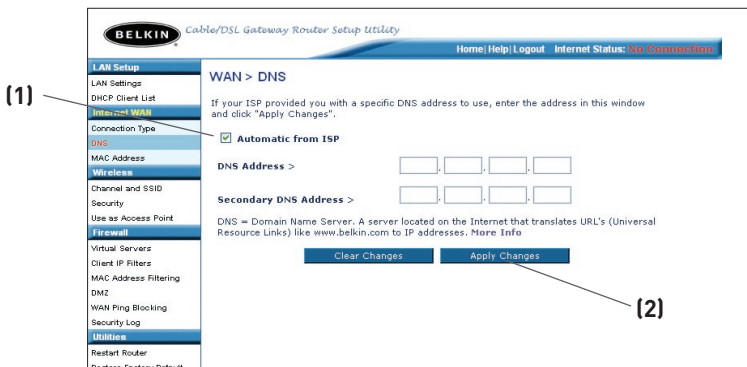 BELKIN
Cable/DSL Gateway Router Setup Utility
Home|Help|Logout Internet Status: No Connection
LAN Setup
LAN Settings
DHCP Client List
Internet WAN
Connection Type
DNS
MAC Address
Wireless
Channel and SSID
Security
Use as Access Point
Firewall
Virtual Servers
Client IP Filters
MAC Address Filtering
DMZ
WAN Ping Blocking
Security Log
Utilities
Restart Router
Restore Factory Default
(1)
WAN > DNS
If your ISP provided you with a specific DNS address to use, enter the address in this window
and click "Apply Changes".
Automatic from ISP
DNS Address >
. . .
Secondary DNS Address >
. . .
DNS = Domain Name Server. A server located on the Internet that translates URL's (Universal
Resource Links) like www.belkin.com to IP addresses. More Info
Clear Changes
Apply Changes
(2)